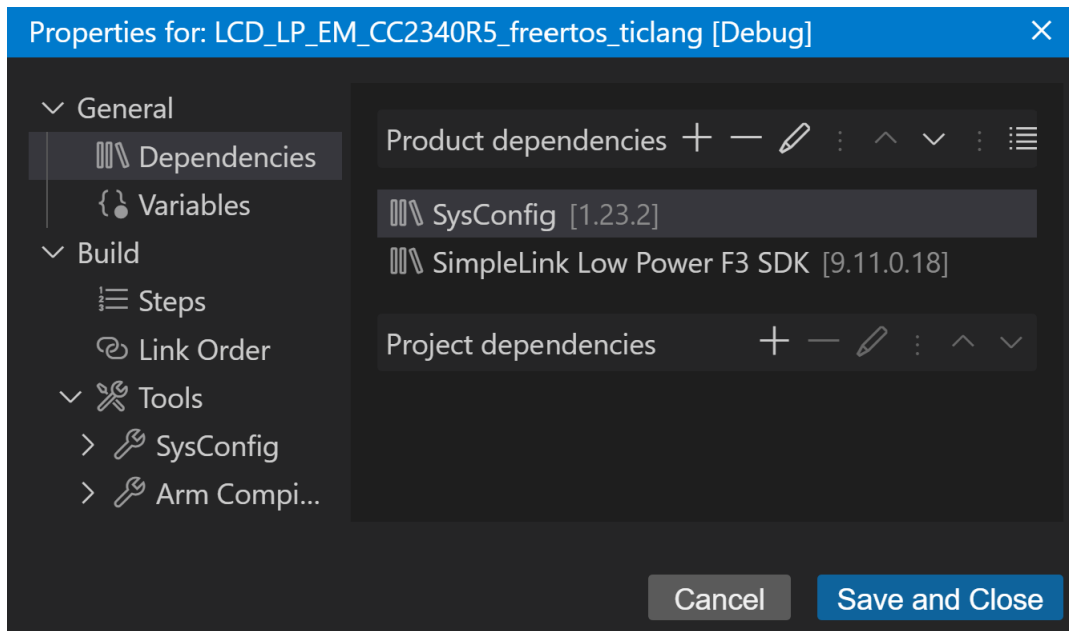 Properties for: LCD_LP_EM_CC2340R5_freertos_ticlang [Debug]
General
Dependencies
Variables
Build
Steps
Link Order
Tools
SysConfig
Arm Compi...
Product dependencies
SysConfig [1.23.2]
SimpleLink Low Power F3 SDK [9.11.0.18]
Project dependencies
Cancel
Save and Close